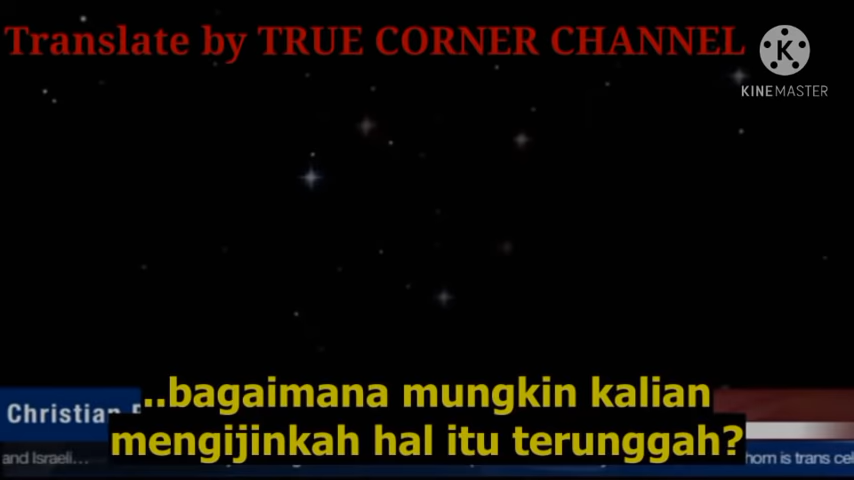 Translate by TRUE CORNER CHANNEL
KINEMASTER
..bagaimana mungkin kalian
Christian
mengijinkah hal itu terunggah?
and Israeli...
hom is trans